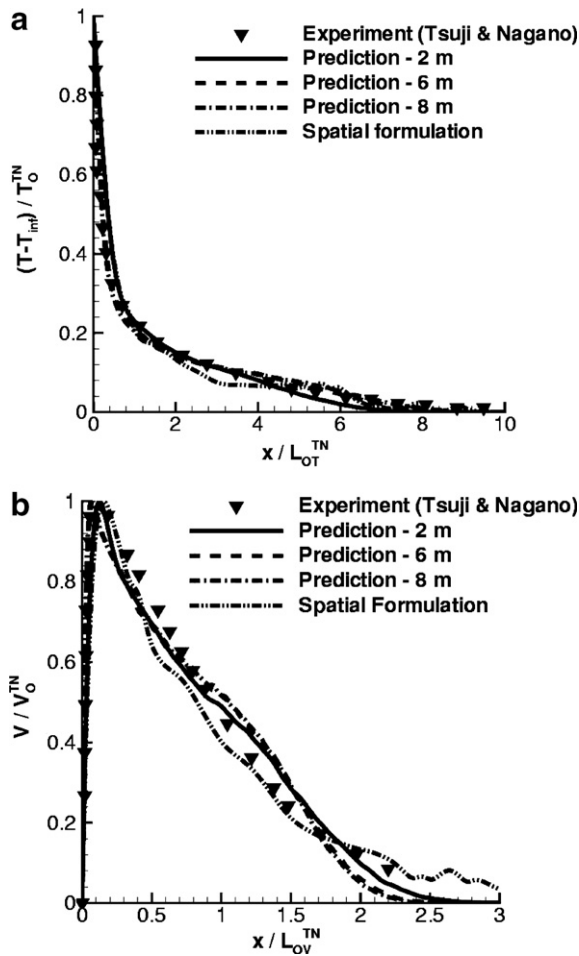 a
Experiment (Tsuji & Nagano)
Prediction - 2 m
Prediction - 6 m
Prediction - 8 m
Spatial formulation
1
0.8
0.6
0.4
0.2
0
(T-T_inf) / T_O^TN
0 2 4 6 8 10
x / L_OT^TN
b
Experiment (Tsuji & Nagano)
Prediction - 2 m
Prediction - 6 m
Prediction - 8 m
Spatial Formulation
1
0.8
0.6
0.4
0.2
0
V / V_O^TN
0 0.5 1 1.5 2 2.5 3
x / L_OV^TN